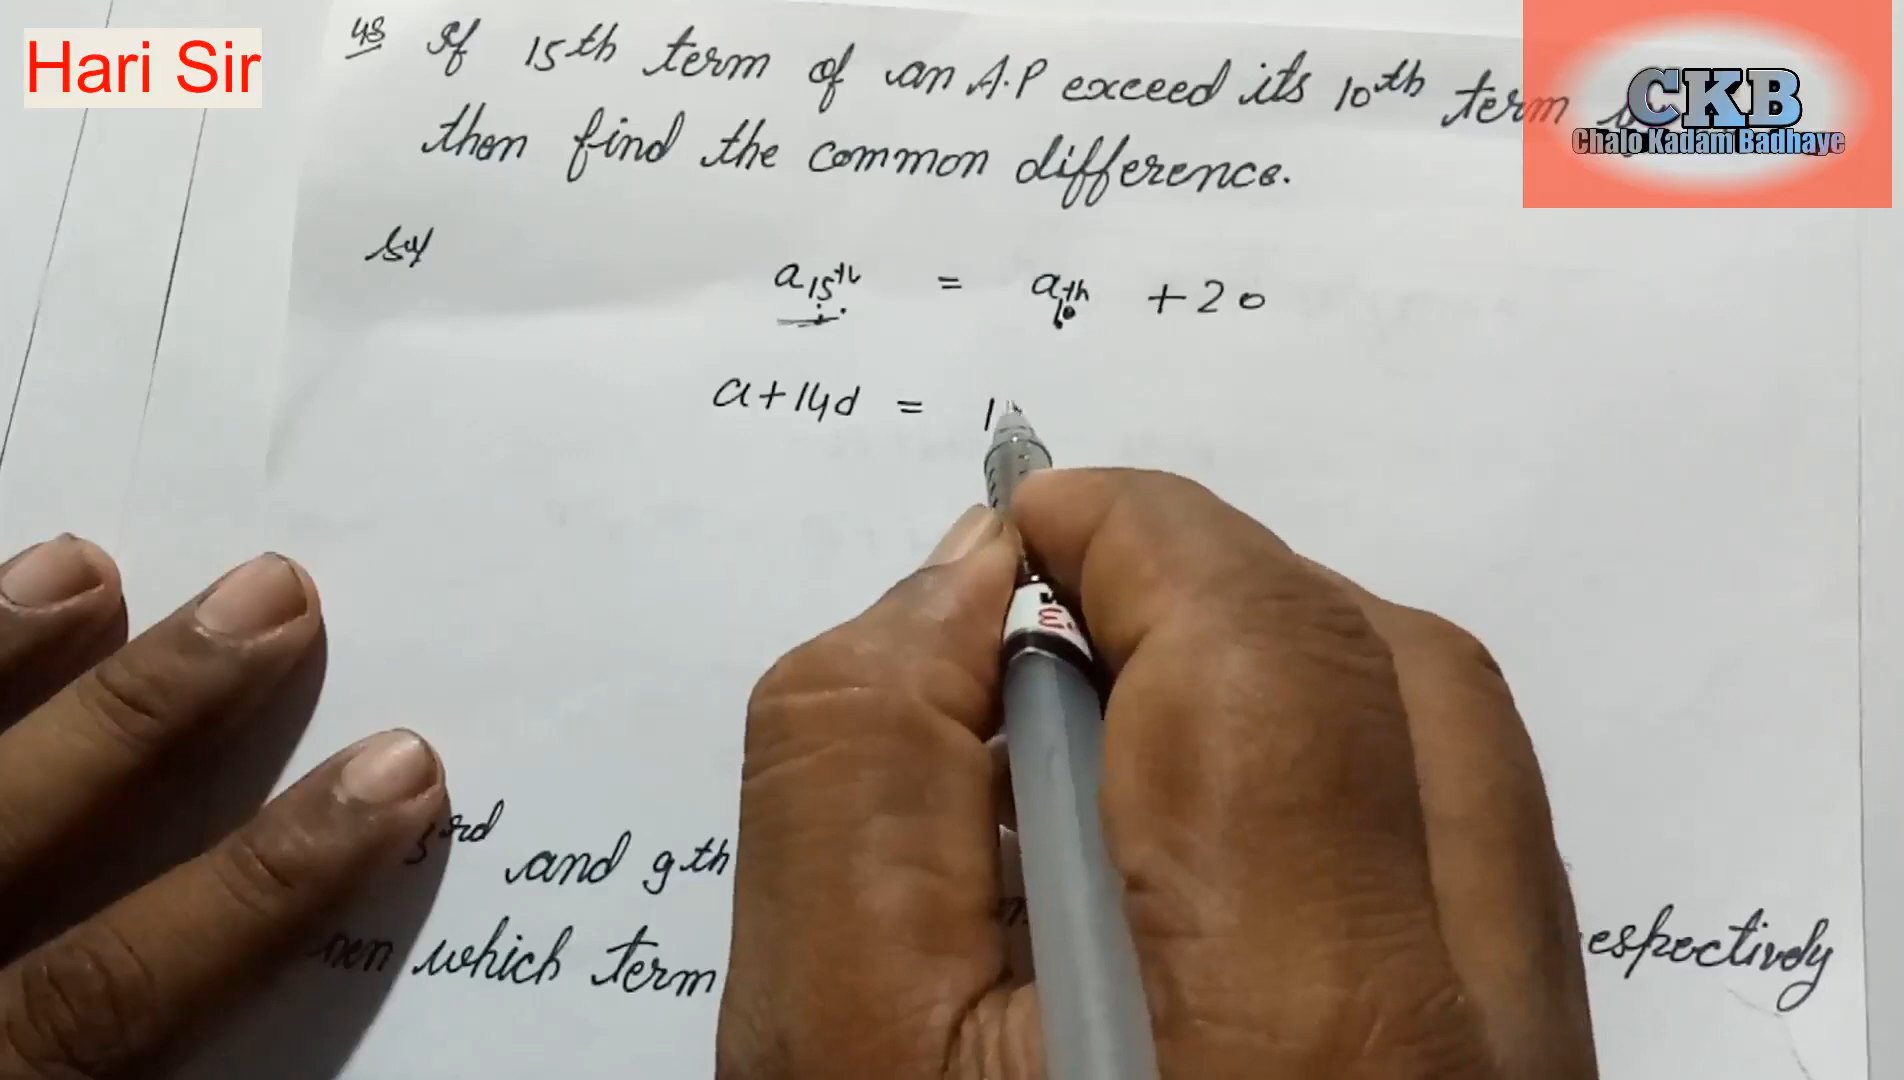 Hari Sir
CKB
Chalo Kadam Badhaye
48 If 15th term of an A.P exceed its 10th term
then find the common difference.
Sol
a15th = a10th + 20
a+14d = 1
3rd and 9th
which term
espectively